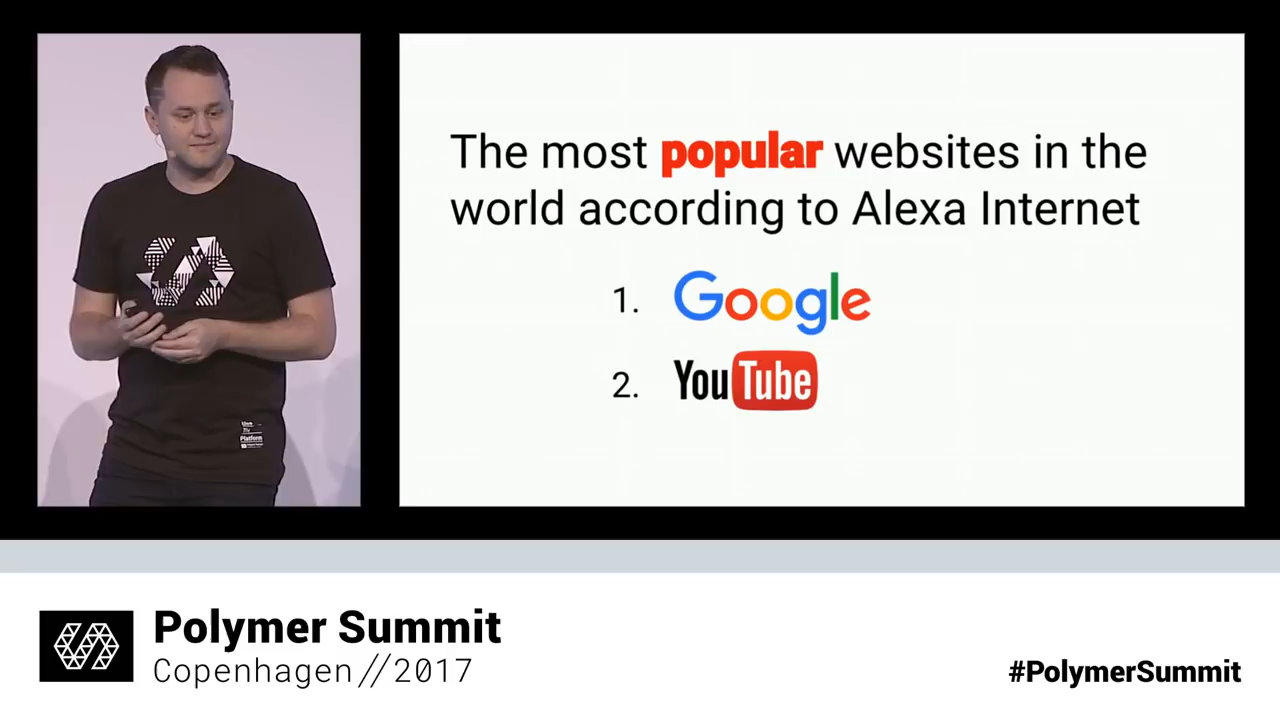 The most popular websites in the
world according to Alexa Internet
1. Google
2. YouTube
Platform
Polymer Summit
Copenhagen//2017
#PolymerSummit